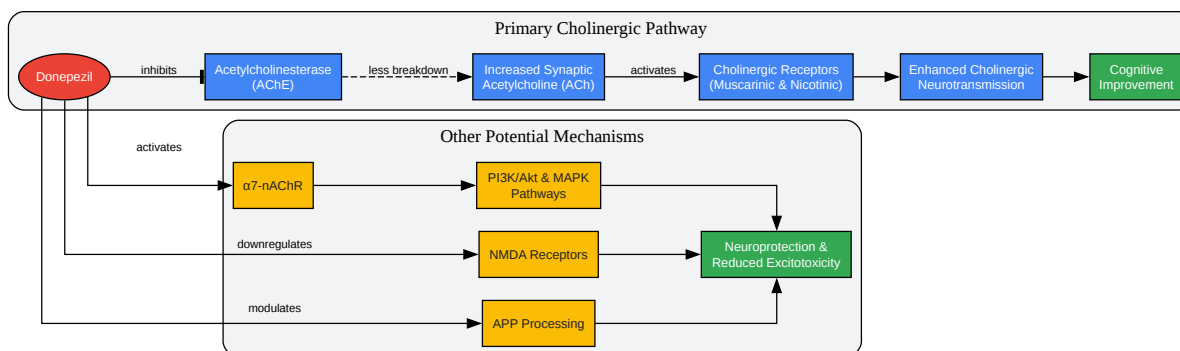 Primary Cholinergic Pathway
Donepezil
inhibits
Acetylcholinesterase
(AChE)
less breakdown
Increased Synaptic
Acetylcholine (ACh)
activates
Cholinergic Receptors
(Muscarinic & Nicotinic)
Enhanced Cholinergic
Neurotransmission
Cognitive
Improvement
Other Potential Mechanisms
activates
α7-nAChR
PI3K/Akt & MAPK
Pathways
downregulates
NMDA Receptors
Neuroprotection &
Reduced Excitotoxicity
modulates
APP Processing